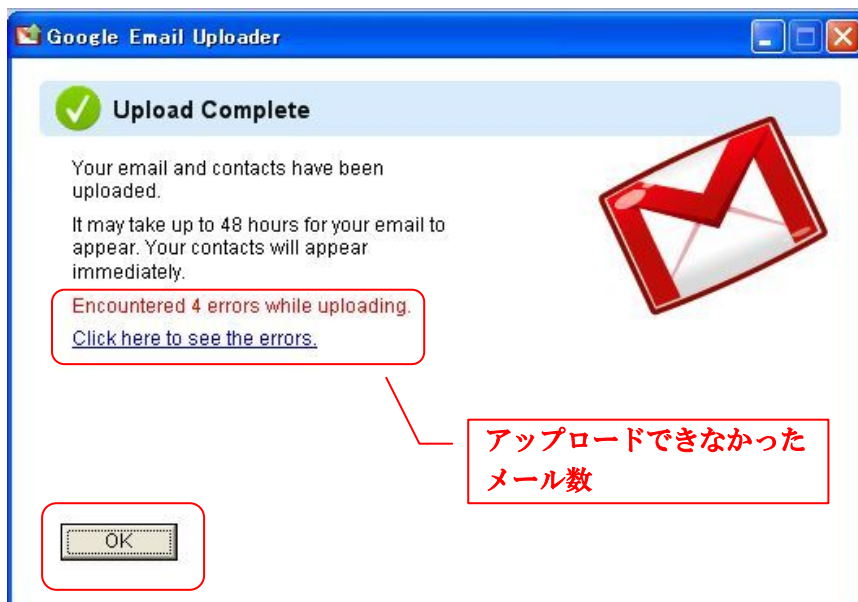 Google Email Uploader
Upload Complete
Your email and contacts have been
uploaded.
It may take up to 48 hours for your email to
appear. Your contacts will appear
immediately.
Encountered 4 errors while uploading.
Click here to see the errors.
アップロードできなかった
メール数
OK